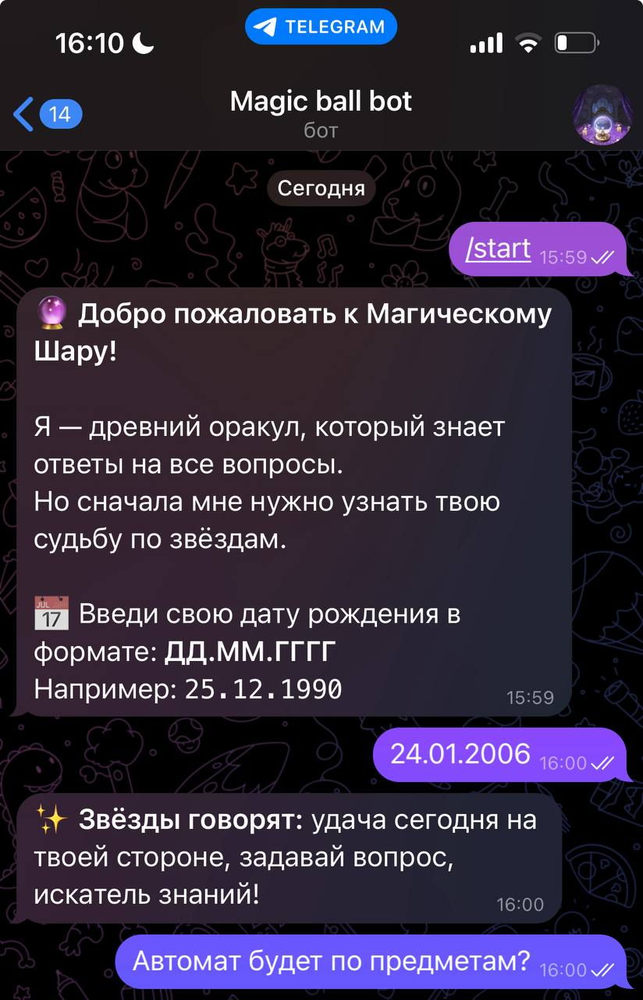 16:10
TELEGRAM
14
Magic ball bot
бот
Сегодня
/start 15:59
🔮 Добро пожаловать к Магическому
Шару!
Я — древний оракул, который знает
ответы на все вопросы.
Но сначала мне нужно узнать твою
судьбу по звёздам.
📅 Введи свою дату рождения в
формате: ДД.ММ.ГГГГ
Например: 25.12.1990
15:59
24.01.2006 16:00
✨ Звёзды говорят: удача сегодня на
твоей стороне, задавай вопрос,
искатель знаний!
16:00
Автомат будет по предметам? 16:00